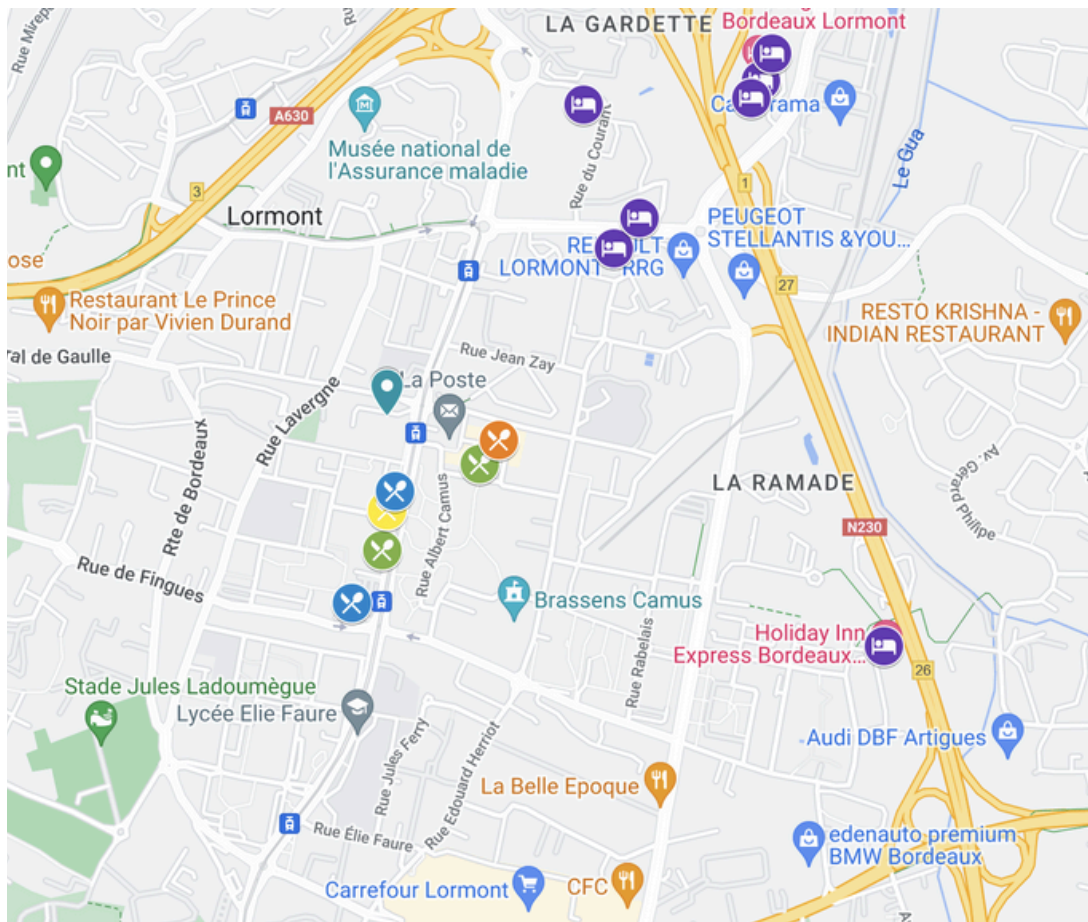 LA GARDETTE
Bordeaux Lormont
Rue Mirep
A630
Musée national de
l'Assurance maladie
Rue du Courant
Le Gua
nt
3
1
Lormont
PEUGEOT
STELLANTIS &YOU...
LORMONT RRG
ose
27
Restaurant Le Prince
Noir par Vivien Durand
RESTO KRISHNA -
INDIAN RESTAURANT
al de Gaulle
Rue Jean Zay
La Poste
Rue Lavergne
Rte de Bordeaux
LA RAMADE
Av. Gérard Philipe
N230
Rue Albert Camus
Rue de Fingues
Brassens Camus
Holiday Inn
Express Bordeaux...
Rue Rabelais
26
Stade Jules Ladoumègue
Lycée Elie Faure
Audi DBF Artigues
Rue Jules Ferry
Rue Edouard Herriot
La Belle Epoque
Rue Élie Faure
edenauto premium
BMW Bordeaux
Carrefour Lormont
CFC